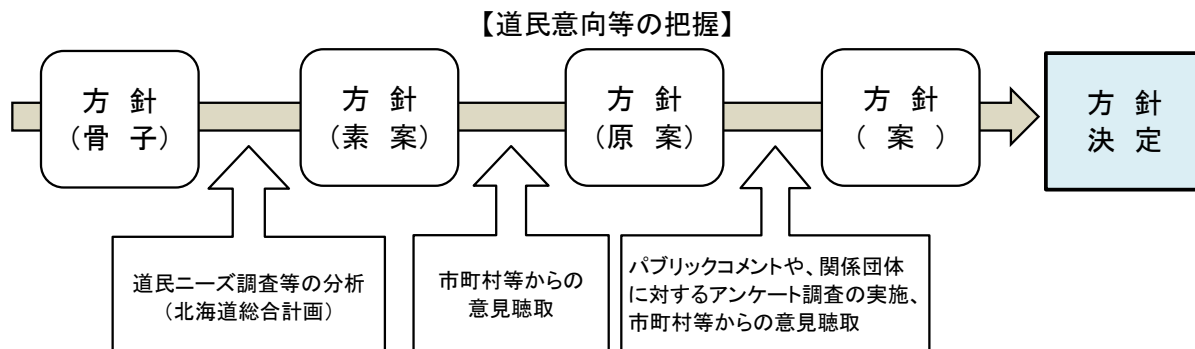 【道民意向等の把握】
方 針
（骨 子）
方 針
（素 案）
方 針
（原 案）
方 針
（ 案 ）
方 針
決 定
道民ニーズ調査等の分析
（北海道総合計画）
市町村等からの
意見聴取
パブリックコメントや、関係団体
に対するアンケート調査の実施、
市町村等からの意見聴取